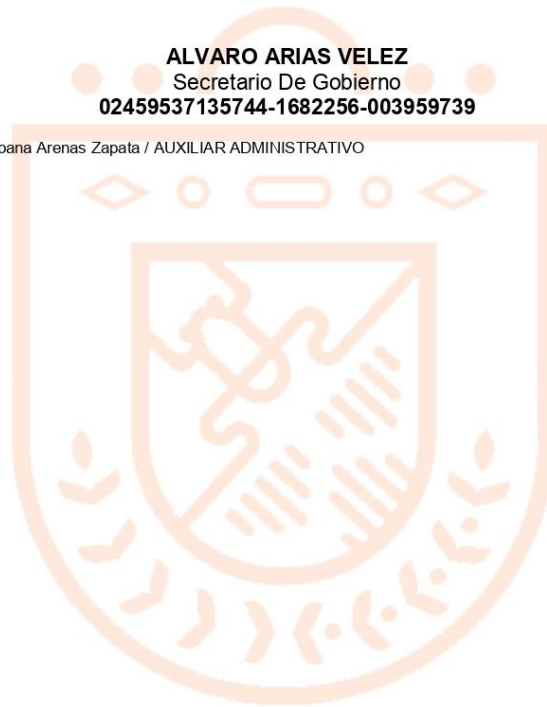 ALVARO ARIAS VELEZ
Secretario De Gobierno
02459537135744-1682256-003959739
Arenas Zapata / AUXILIAR ADMINISTRATIVO